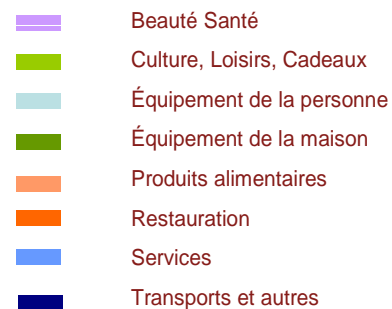 Beauté Santé
Culture, Loisirs, Cadeaux
Équipement de la personne
Équipement de la maison
Produits alimentaires
Restauration
Services
Transports et autres